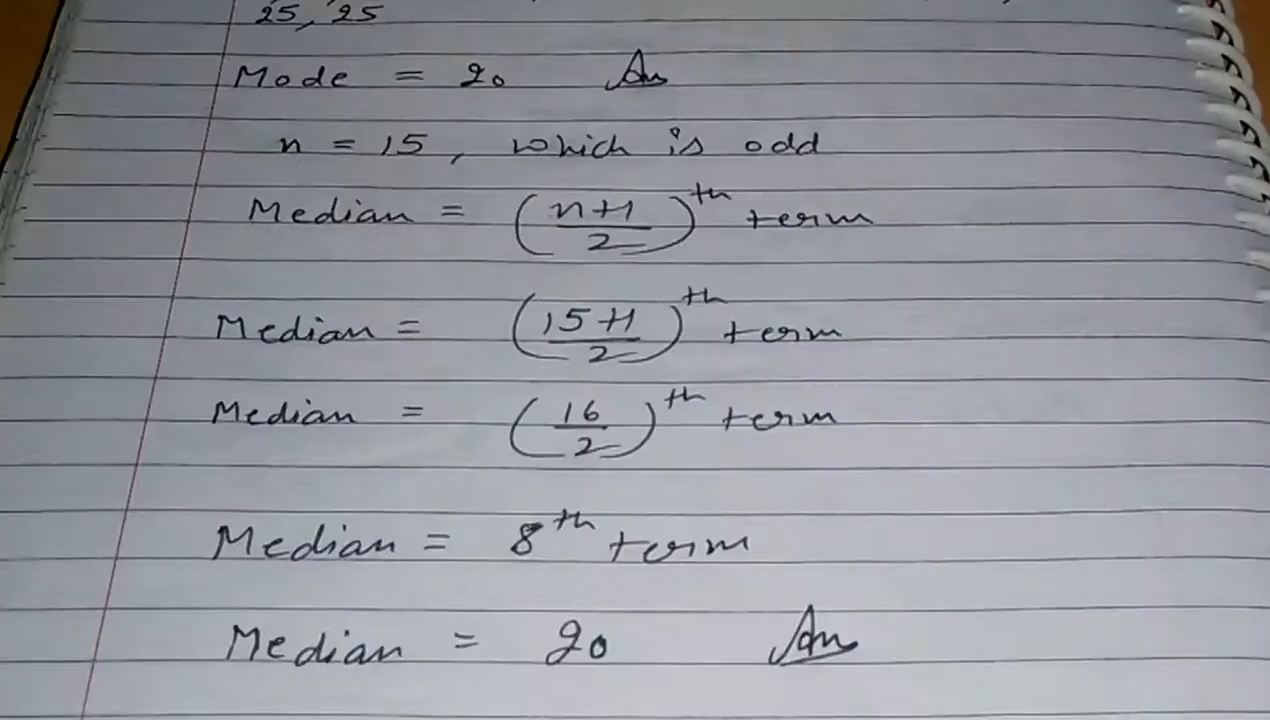 25, 25
Mode = 20 Ans
n = 15, which is odd
Median = (n+1/2)th term
Median = (15+1/2)th term
Median = (16/2)th term
Median = 8th term
Median = 20 Ans